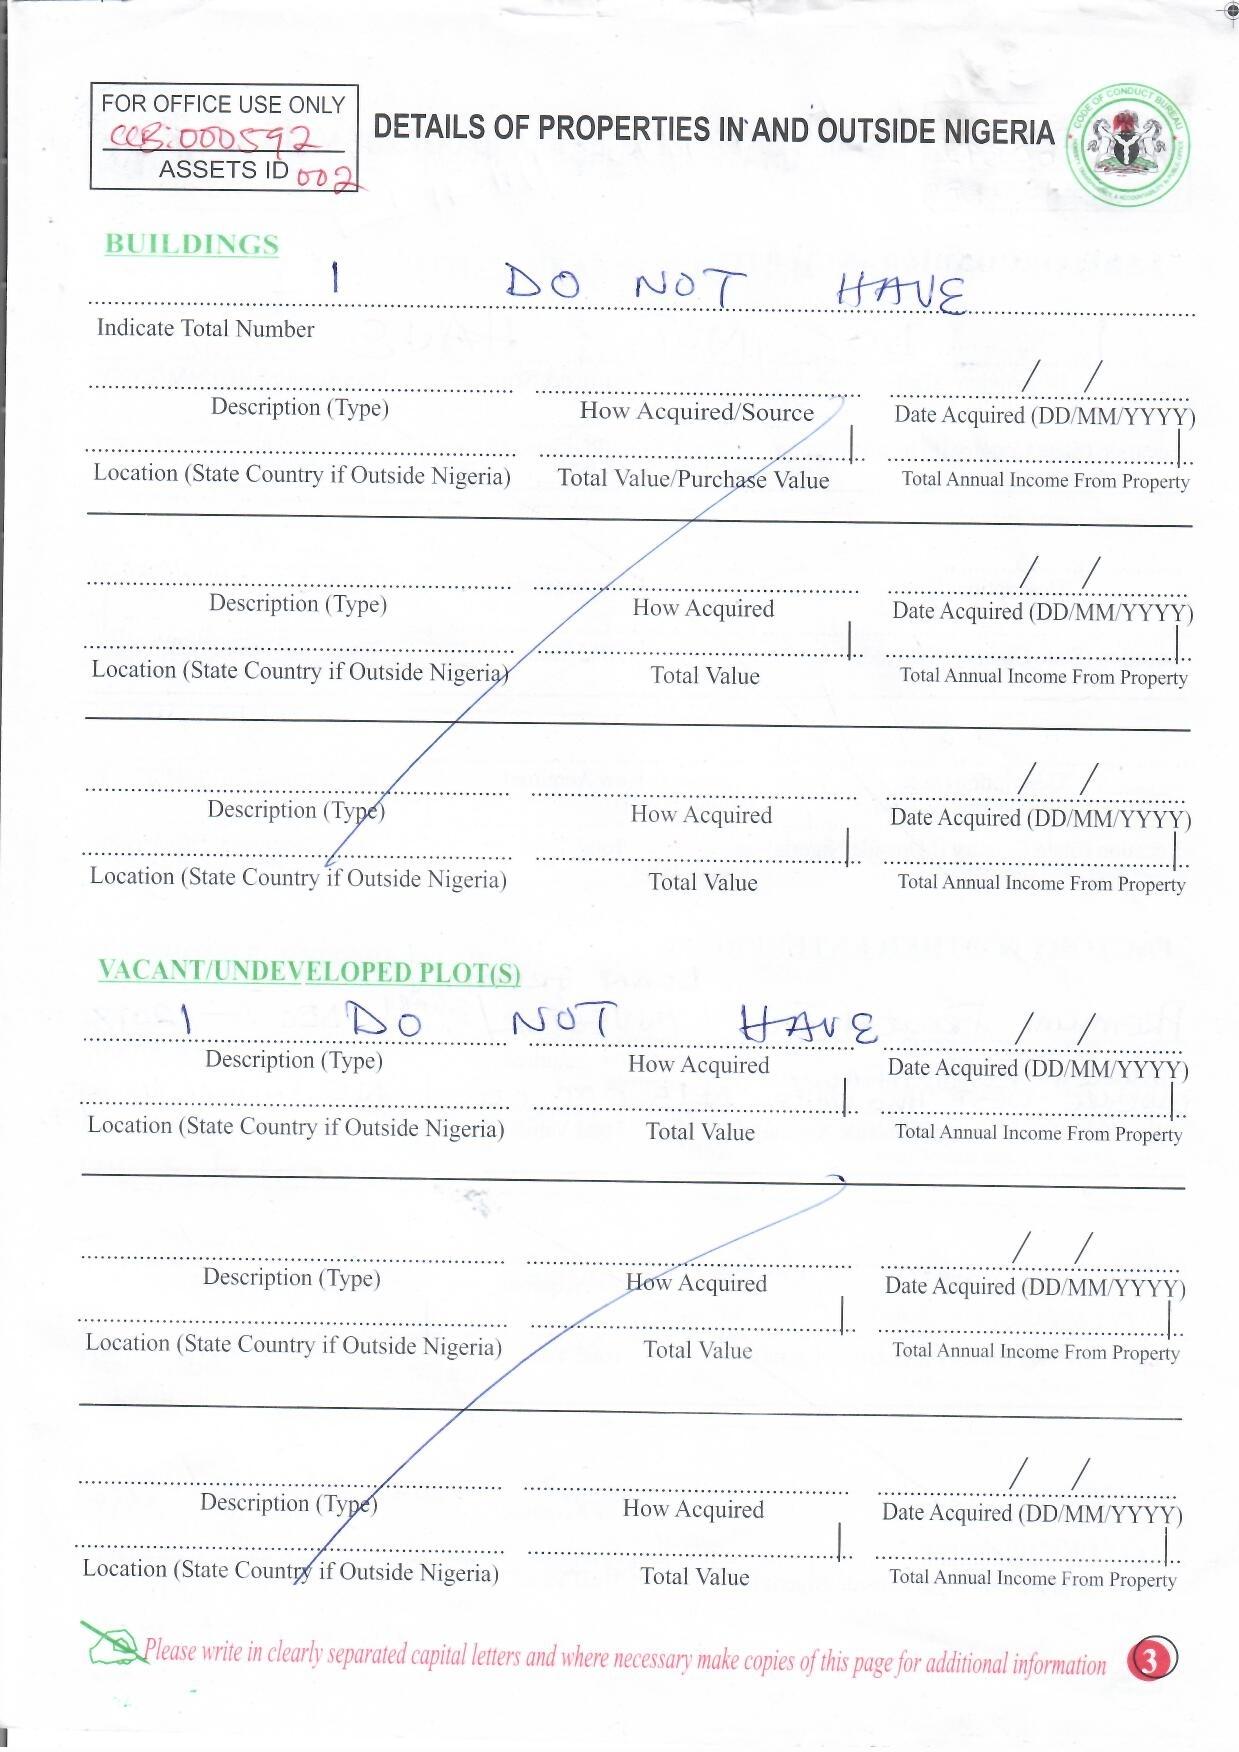 FOR OFFICE USE ONLY
CCB:000592
ASSETS ID 002
DETAILS OF PROPERTIES IN AND OUTSIDE NIGERIA
CODE OF CONDUCT BUREAU
BUILDINGS
I DO NOT HAVE
Indicate Total Number
/ /
Description (Type) How Acquired/Source Date Acquired (DD/MM/YYYY)
Location (State Country if Outside Nigeria) Total Value/Purchase Value Total Annual Income From Property
/ /
Description (Type) How Acquired Date Acquired (DD/MM/YYYY)
Location (State Country if Outside Nigeria) Total Value Total Annual Income From Property
/ /
Description (Type) How Acquired Date Acquired (DD/MM/YYYY)
Location (State Country if Outside Nigeria) Total Value Total Annual Income From Property
VACANT/UNDEVELOPED PLOT(S)
I DO NOT HAVE / /
Description (Type) How Acquired Date Acquired (DD/MM/YYYY)
Location (State Country if Outside Nigeria) Total Value Total Annual Income From Property
/ /
Description (Type) How Acquired Date Acquired (DD/MM/YYYY)
Location (State Country if Outside Nigeria) Total Value Total Annual Income From Property
/ /
Description (Type) How Acquired Date Acquired (DD/MM/YYYY)
Location (State Country if Outside Nigeria) Total Value Total Annual Income From Property
Please write in clearly separated capital letters and where necessary make copies of this page for additional information 3